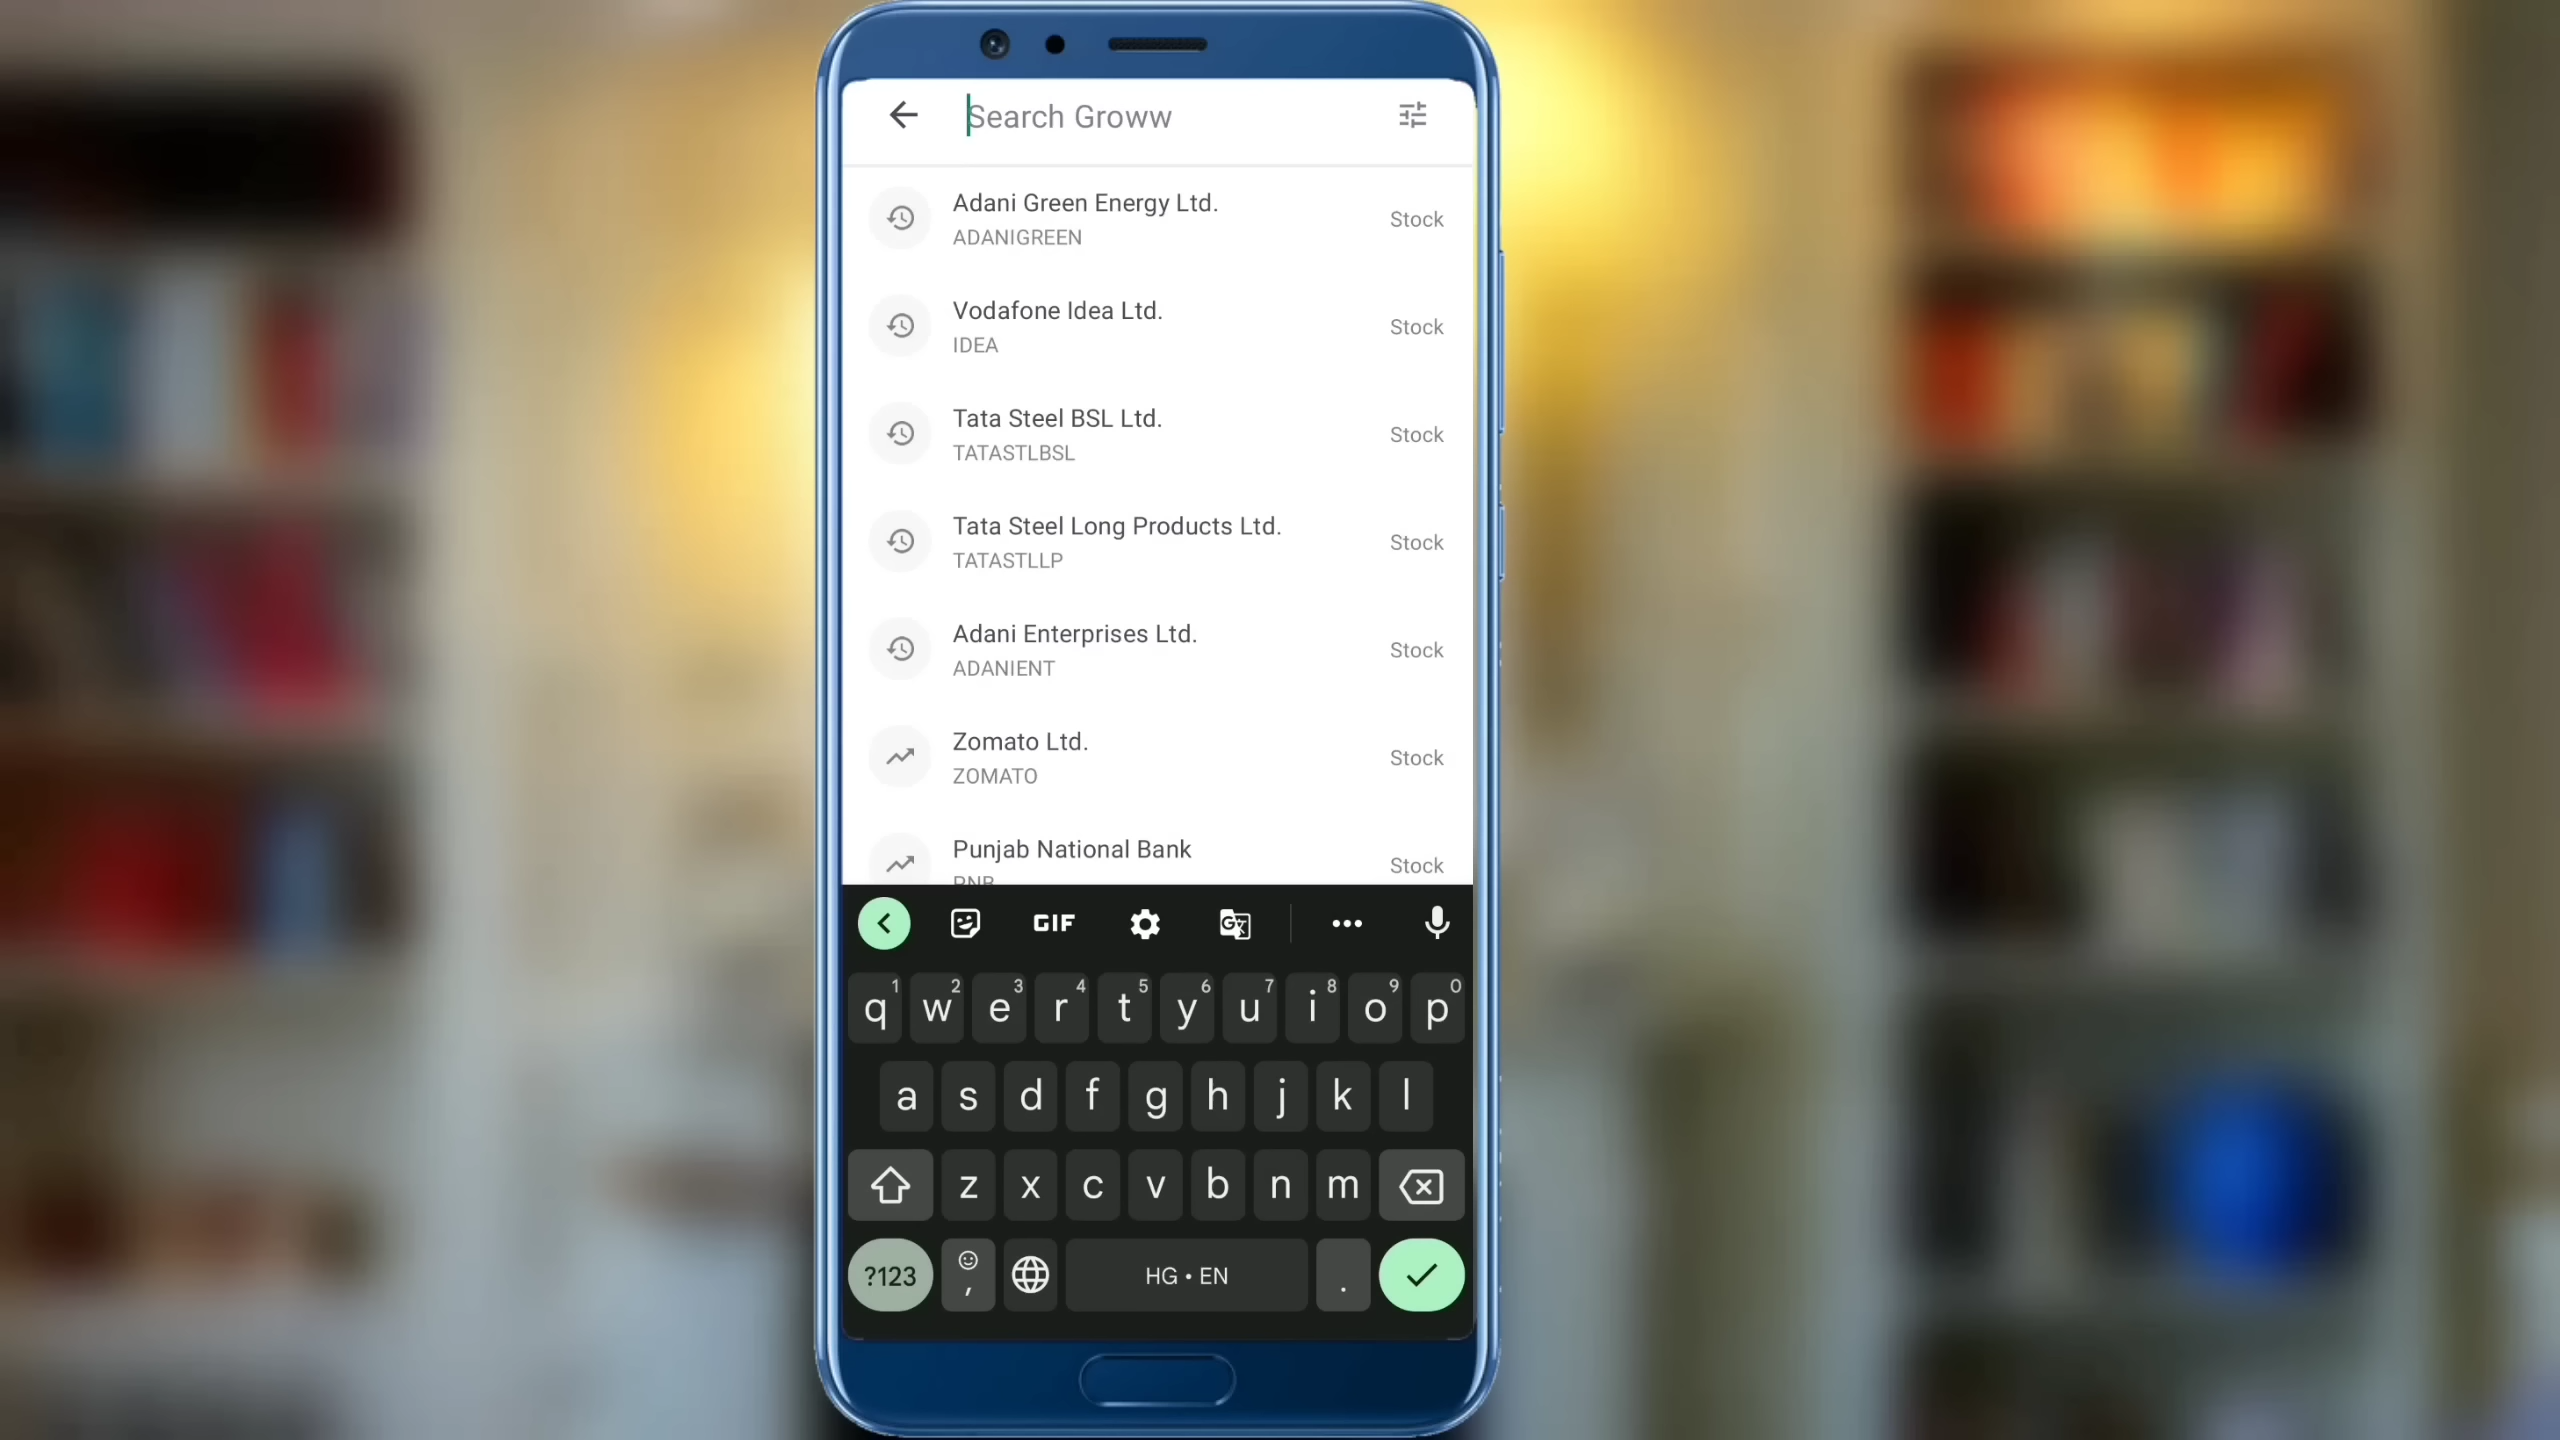 Search Groww
Adani Green Energy Ltd.
ADANIGREEN
Stock
Vodafone Idea Ltd.
IDEA
Stock
Tata Steel BSL Ltd.
TATASTLBSL
Stock
Tata Steel Long Products Ltd.
TATASTLLP
Stock
Adani Enterprises Ltd.
ADANIENT
Stock
Zomato Ltd.
ZOMATO
Stock
Punjab National Bank
PNB
Stock
GIF
q1 w2 e3 r4 t5 y6 u7 i8 o9 p0
a s d f g h j k l
z x c v b n m
?123 , HG • EN .